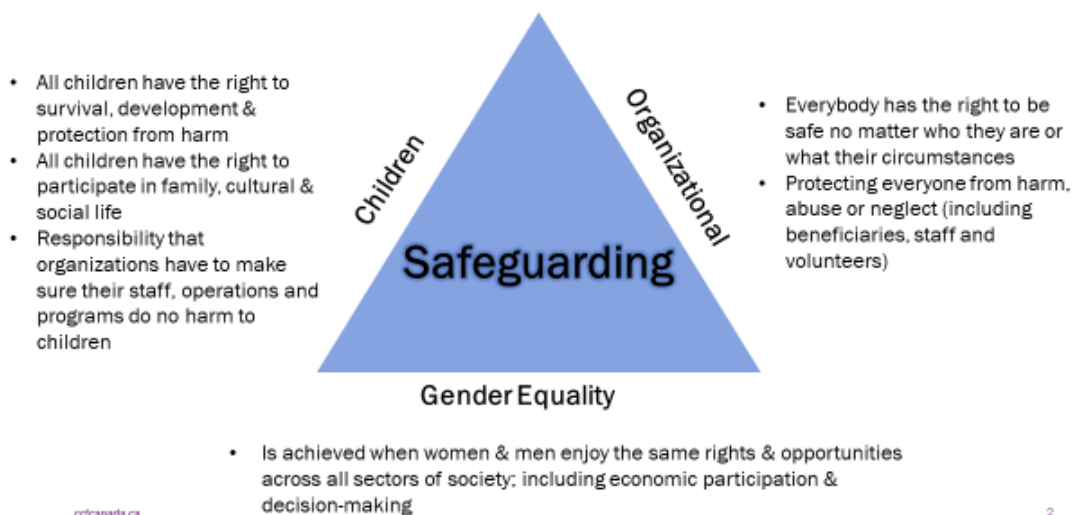 • All children have the right to
survival, development &
protection from harm
• All children have the right to
participate in family, cultural &
social life
• Responsibility that
organizations have to make
sure their staff, operations and
programs do no harm to
children
Children
Safeguarding
Organizational
• Everybody has the right to be
safe no matter who they are or
what their circumstances
• Protecting everyone from harm,
abuse or neglect (including
beneficiaries, staff and
volunteers)
Gender Equality
• Is achieved when women & men enjoy the same rights & opportunities
across all sectors of society; including economic participation &
decision-making
ccfcanada.ca
2